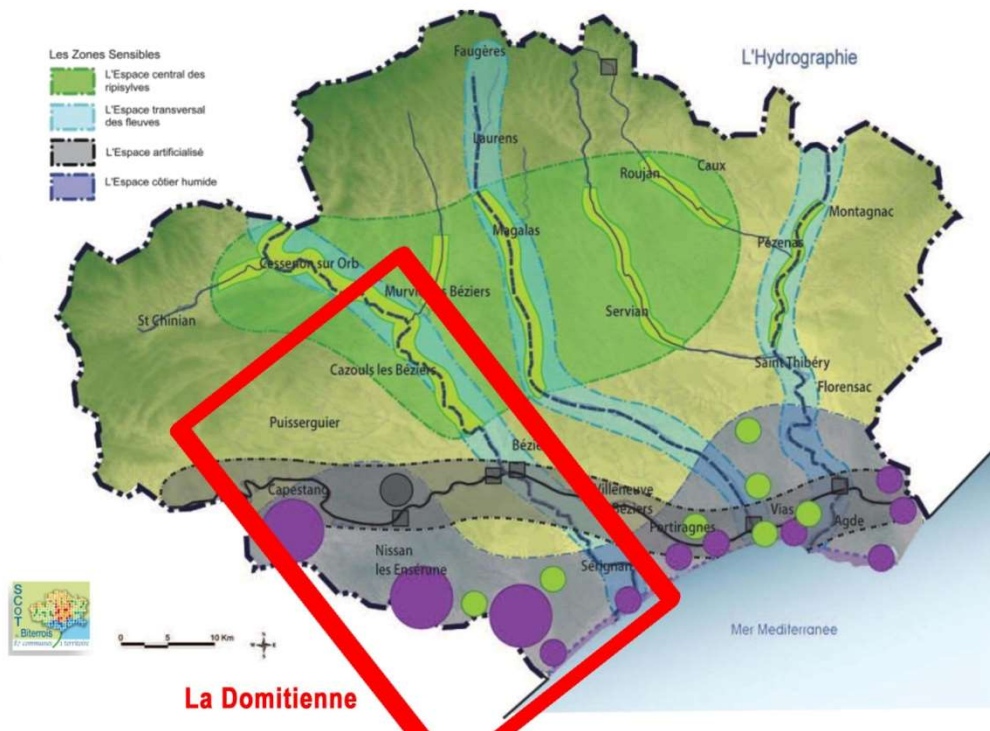 Les Zones Sensibles
L'Espace central des
ripisylves
L'Espace transversal
des fleuves
L'Espace artificialisé
L'Espace côtier humide
L'Hydrographie
Faugères
Laurens
Roujan
Caux
Montagnac
Magalas
Pézenas
Cessenon sur Orb
Béziers
St Chinian
Servian
Saint Thibéry
Cazouls les Béziers
Florensac
Puisserguier
Capestang
Villeneuve
Béziers
Vias
Portiragnes
Agde
Nissan
les Ensérune
Sérignan
Mer Mediterranee
SCOT
Biterrois
0 5 10 Km
La Domitienne